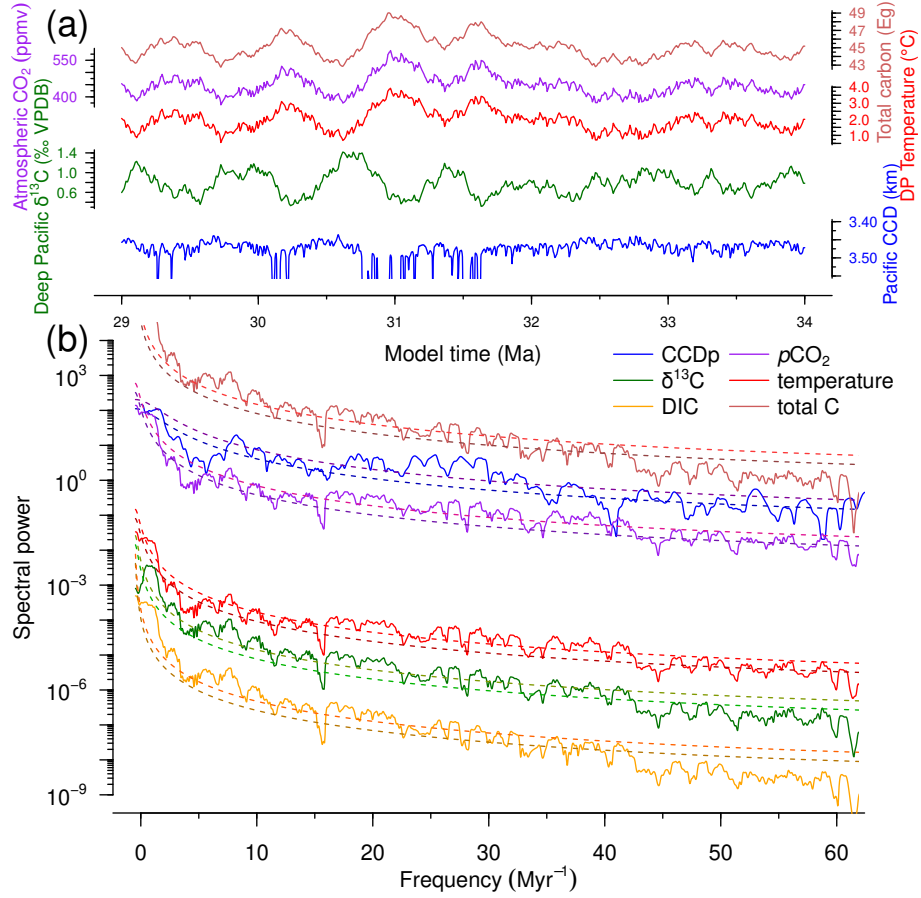 (a)
Atmospheric CO₂ (ppmv)
550
400
Total carbon (Eg)
49
47
45
43
DP Temperature (°C)
4.0
3.0
2.0
1.0
Deep Pacific δ¹³C (‰ VPDB)
1.4
1.0
0.6
Pacific CCD (km)
3.40
3.50
29 30 31 32 33 34
Model time (Ma)
(b)
CCDp pCO₂
δ¹³C temperature
DIC total C
Spectral power
10³
10⁰
10⁻³
10⁻⁶
10⁻⁹
0 10 20 30 40 50 60
Frequency (Myr⁻¹)